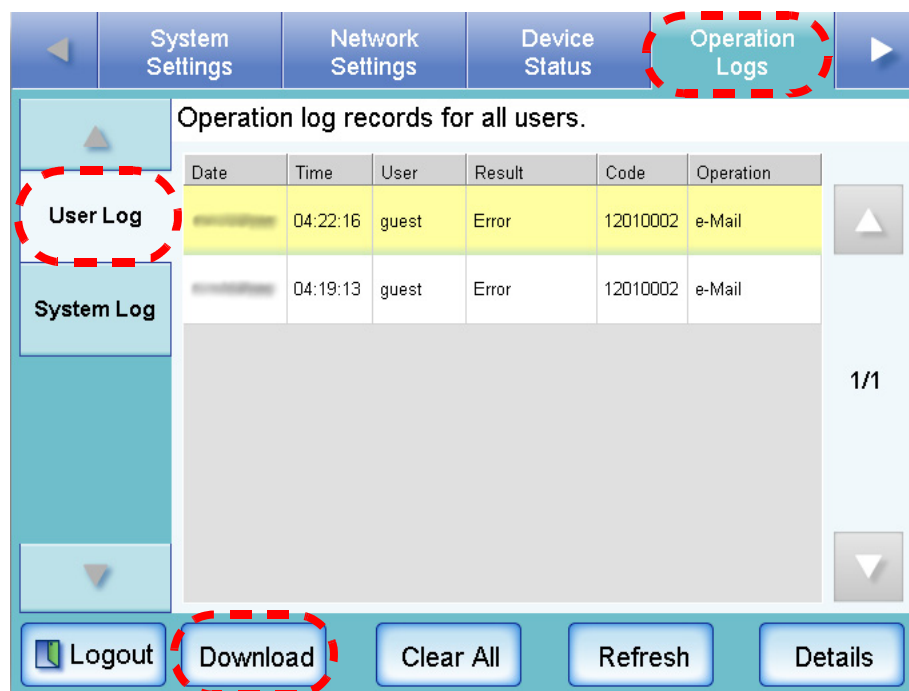 System Settings
Network Settings
Device Status
Operation Logs
Operation log records for all users.
Date Time User Result Code Operation
04:22:16 guest Error 12010002 e-Mail
04:19:13 guest Error 12010002 e-Mail
User Log
System Log
1/1
Logout Download Clear All Refresh Details